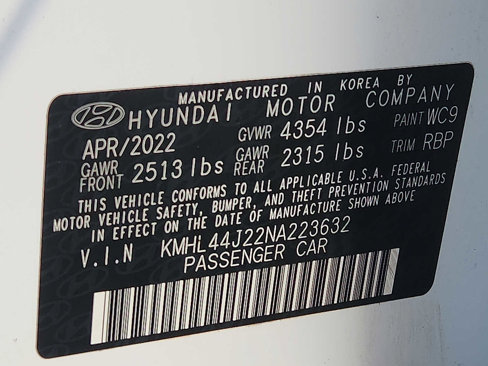 MANUFACTURED IN KOREA BY
HYUNDAI MOTOR COMPANY
APR/2022 GVWR 4354 lbs PAINT WC9
GAWR FRONT 2513 lbs GAWR REAR 2315 lbs TRIM RBP
THIS VEHICLE CONFORMS TO ALL APPLICABLE U.S.A. FEDERAL
MOTOR VEHICLE SAFETY, BUMPER, AND THEFT PREVENTION STANDARDS
IN EFFECT ON THE DATE OF MANUFACTURE SHOWN ABOVE
V.I.N KMHL44J22NA223632
PASSENGER CAR